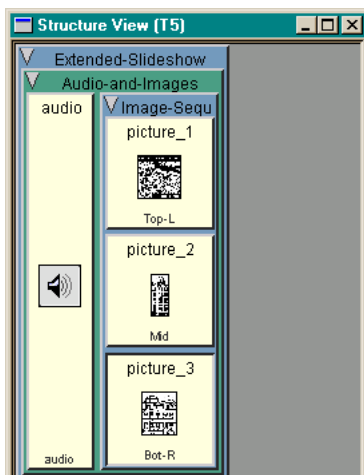 Structure View (T5)
Extended-Slideshow
Audio-and-Images
audio
Image-Sequ
picture_1
Top-L
picture_2
Mid
picture_3
Bot-R
audio